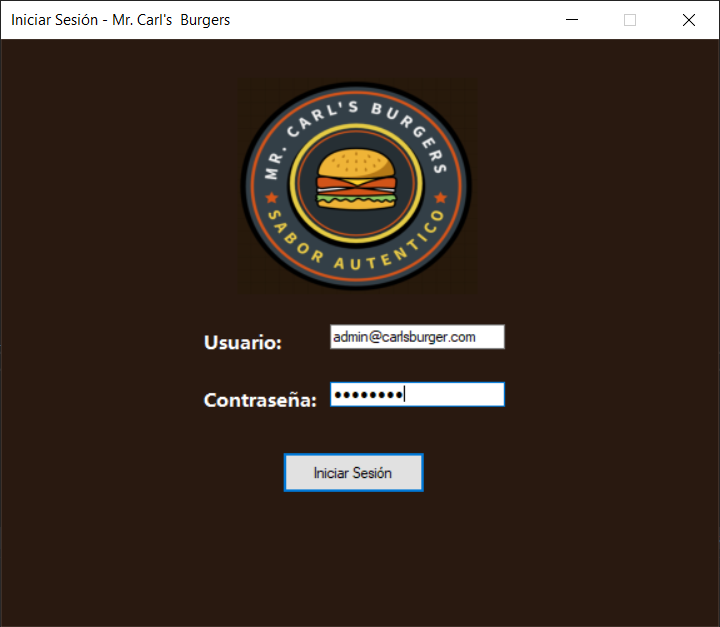 Iniciar Sesión - Mr. Carl's  Burgers
MR. CARL'S BURGERS
SABOR AUTENTICO
Usuario:
admin@carlsburger.com
Contraseña:
••••••••
Iniciar Sesión